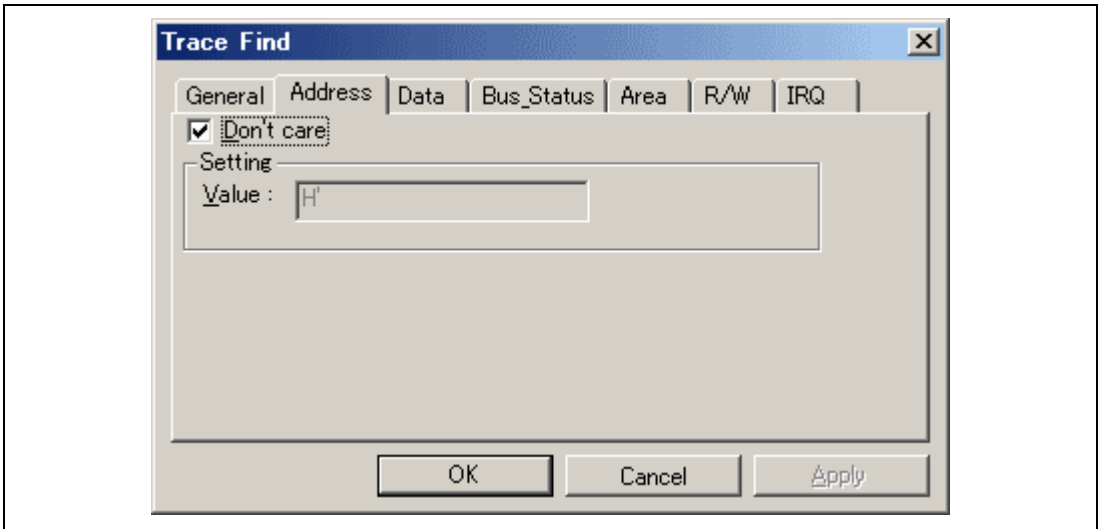 Trace Find
General Address Data Bus_Status Area R/W IRQ
Don't care
Setting
Value : H'
OK Cancel Apply